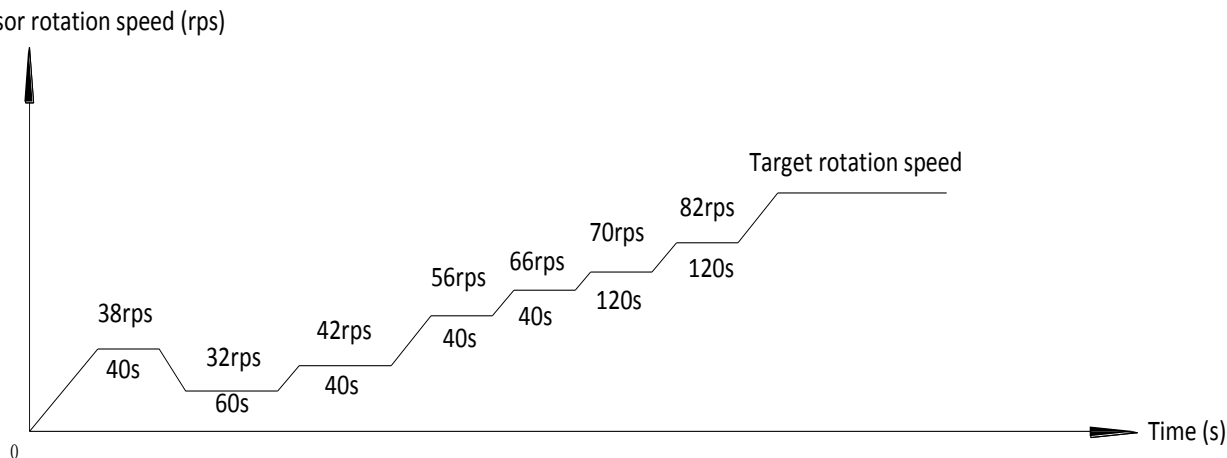 sor rotation speed (rps)
Target rotation speed
82rps
70rps
120s
66rps
120s
56rps
40s
42rps
40s
38rps
32rps
40s
40s
60s
Time (s)
0